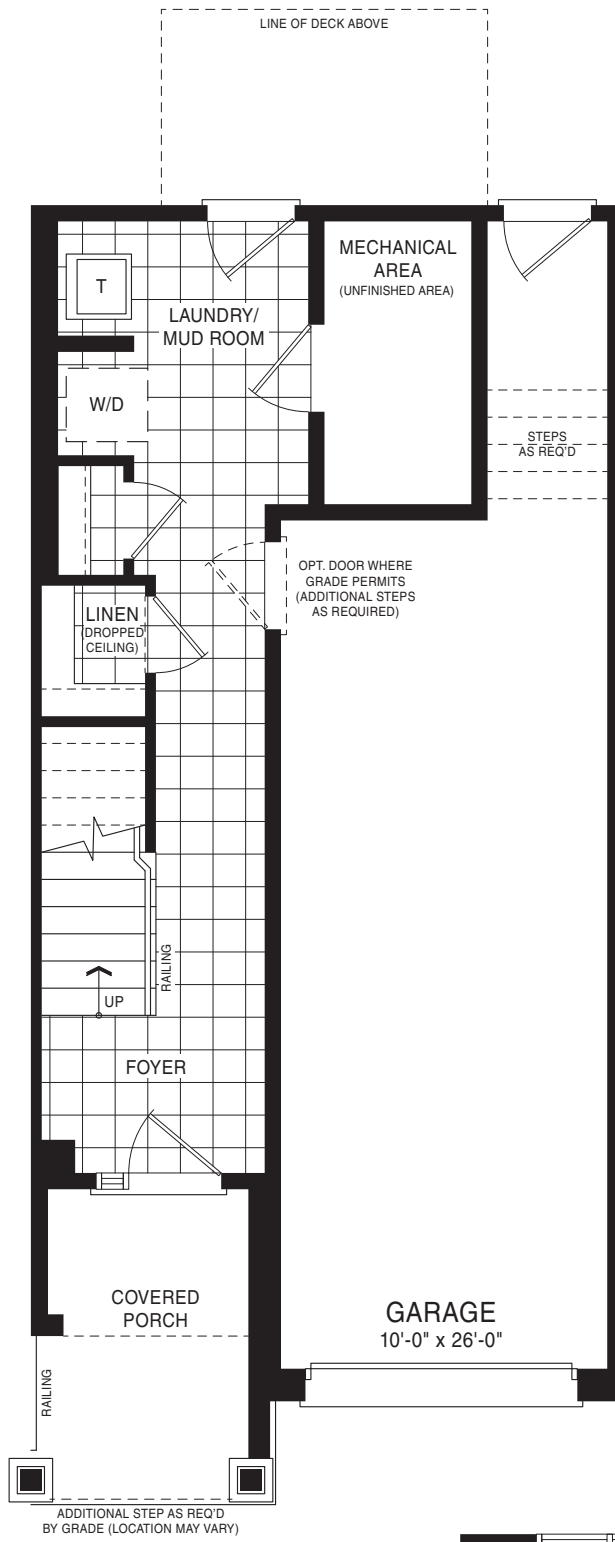 LINE OF DECK ABOVE
MECHANICAL
AREA
(UNFINISHED AREA)
T
LAUNDRY/
MUD ROOM
W/D
STEPS
AS REQ'D
OPT. DOOR WHERE
GRADE PERMITS
(ADDITIONAL STEPS
AS REQUIRED)
LINEN
(DROPPED
CEILING)
RAILING
UP
FOYER
COVERED
PORCH
GARAGE
10'-0" x 26'-0"
RAILING
ADDITIONAL STEP AS REQ'D
BY GRADE (LOCATION MAY VARY)